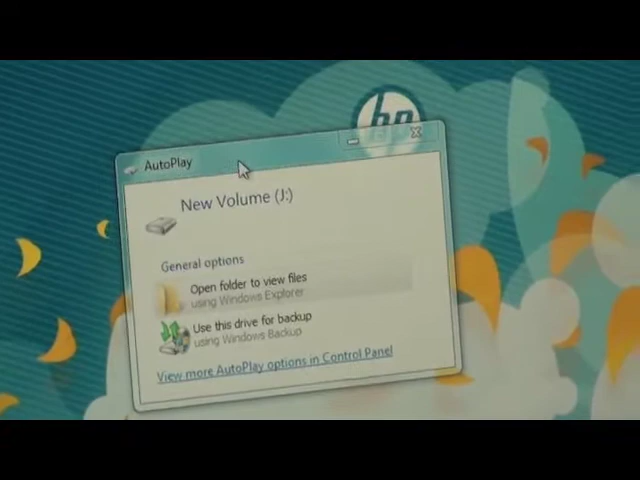 hp
AutoPlay
New Volume (J:)
General options
Open folder to view files
using Windows Explorer
Use this drive for backup
using Windows Backup
View more AutoPlay options in Control Panel